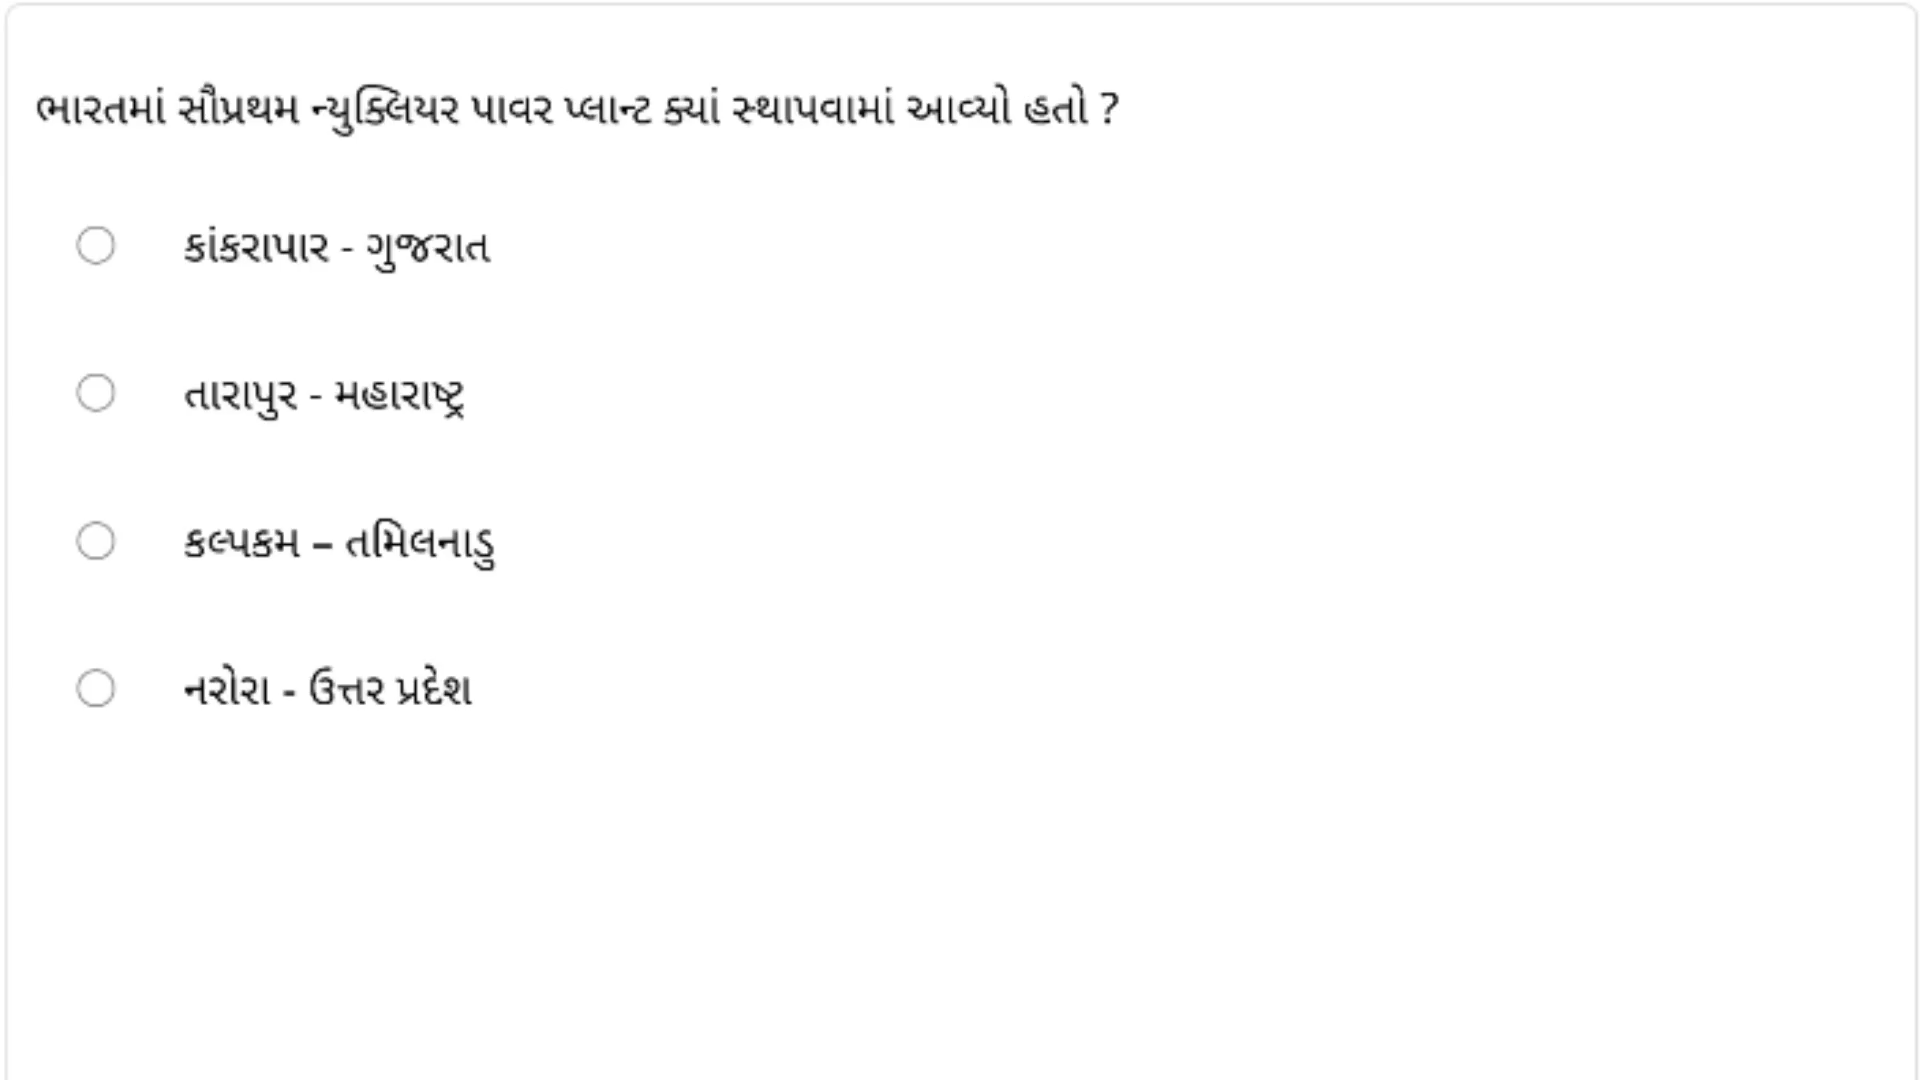 ભારતમાં સૌપ્રથમ ન્યુક્લિયર પાવર પ્લાન્ટ ક્યાં સ્થાપવામાં આવ્યો હતો ?
કાંકરાપાર - ગુજરાત
તારાપુર - મહારાષ્ટ્ર
કલ્પકમ – તમિલનાડુ
નરોરા - ઉત્તર પ્રદેશ